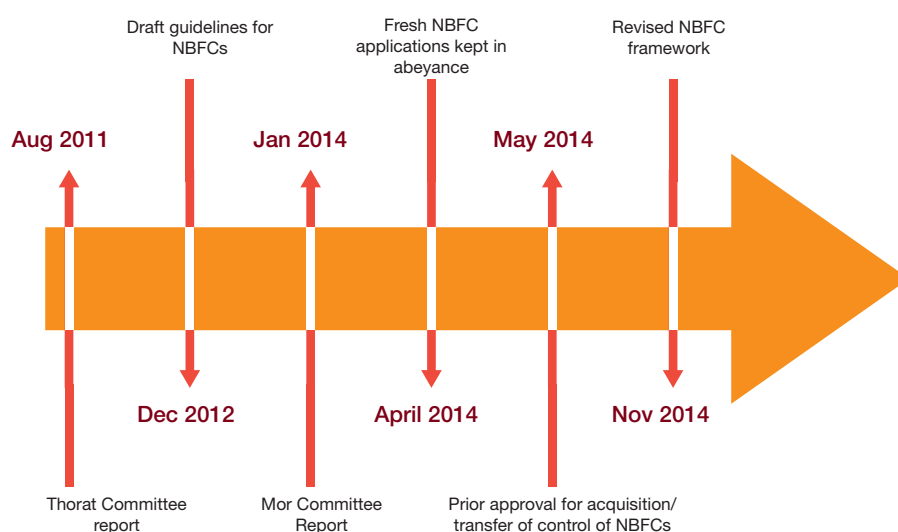 Draft guidelines for
NBFCs
Fresh NBFC
applications kept in
abeyance
Revised NBFC
framework
Aug 2011
Jan 2014
May 2014
Dec 2012
April 2014
Nov 2014
Thorat Committee
report
Mor Committee
Report
Prior approval for acquisition/
transfer of control of NBFCs